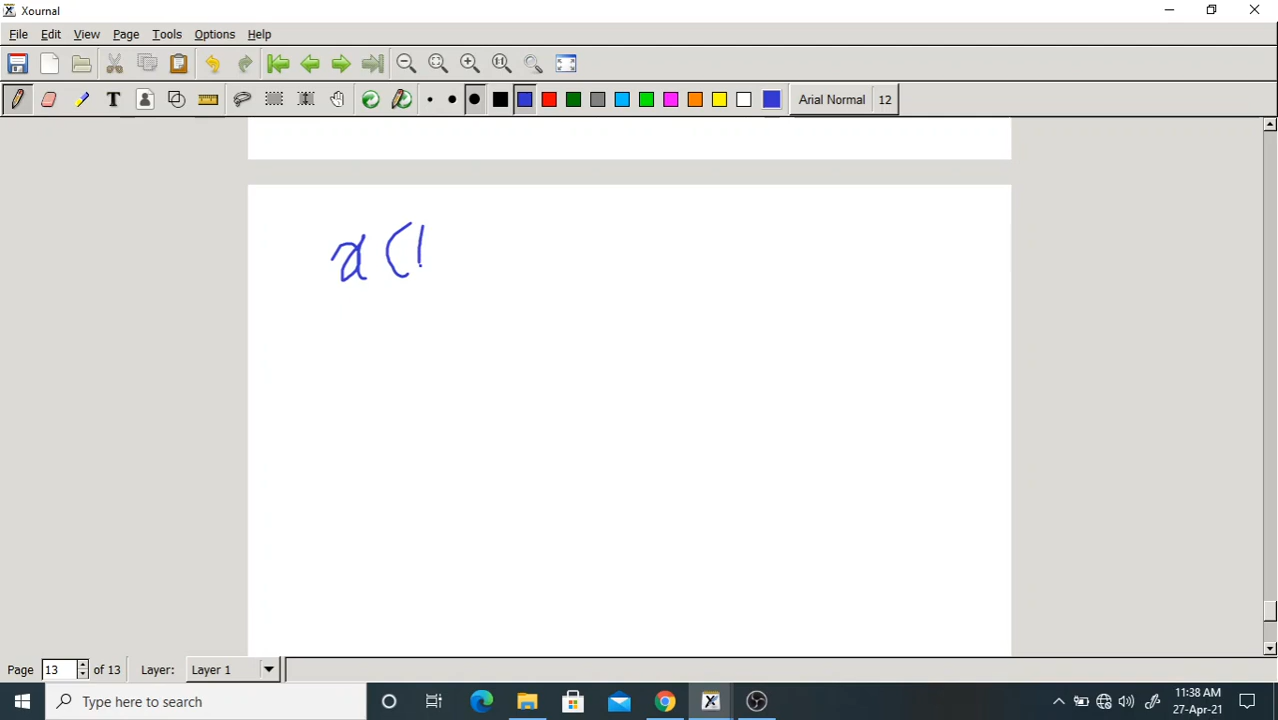 Xournal
File Edit View Page Tools Options Help
T Arial Normal 12
x (1
Page 13 of 13 Layer: Layer 1
Type here to search
11:38 AM
27-Apr-21